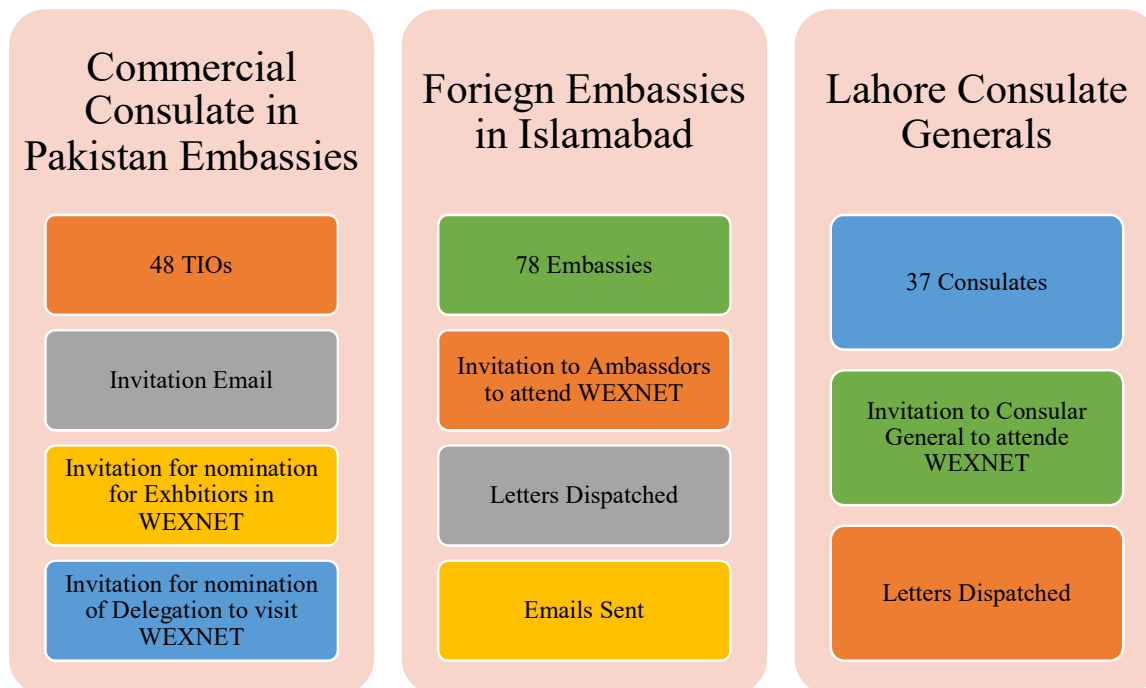 Commercial
Consulate in
Pakistan Embassies
48 TIOs
Invitation Email
Invitation for nomination
for Exhbitiors in
WEXNET
Invitation for nomination
of Delegation to visit
WEXNET
Foriegn Embassies
in Islamabad
78 Embassies
Invitation to Ambassdors
to attend WEXNET
Letters Dispatched
Emails Sent
Lahore Consulate
Generals
37 Consulates
Invitation to Consular
General to attende
WEXNET
Letters Dispatched